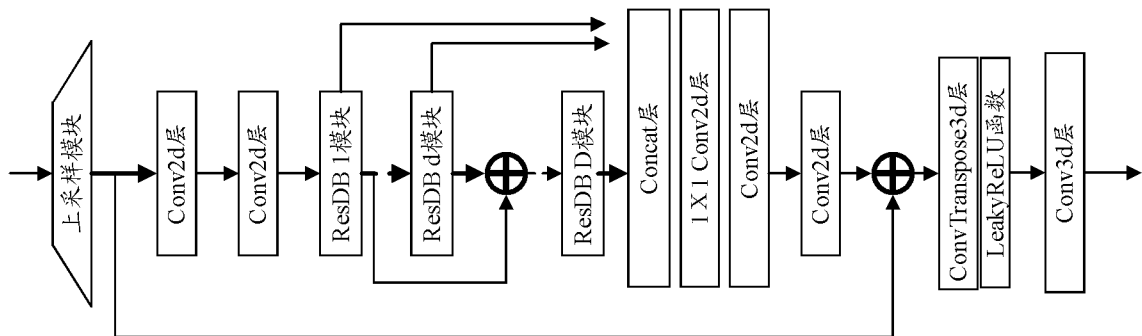 上采样模块
Conv2d层
Conv2d层
ResDB 1模块
ResDB d模块
ResDB D模块
Concat层
1X1 Conv2d层
Conv2d层
Conv2d层
ConvTranspose3d层
LeakyReLU函数
Conv3d层